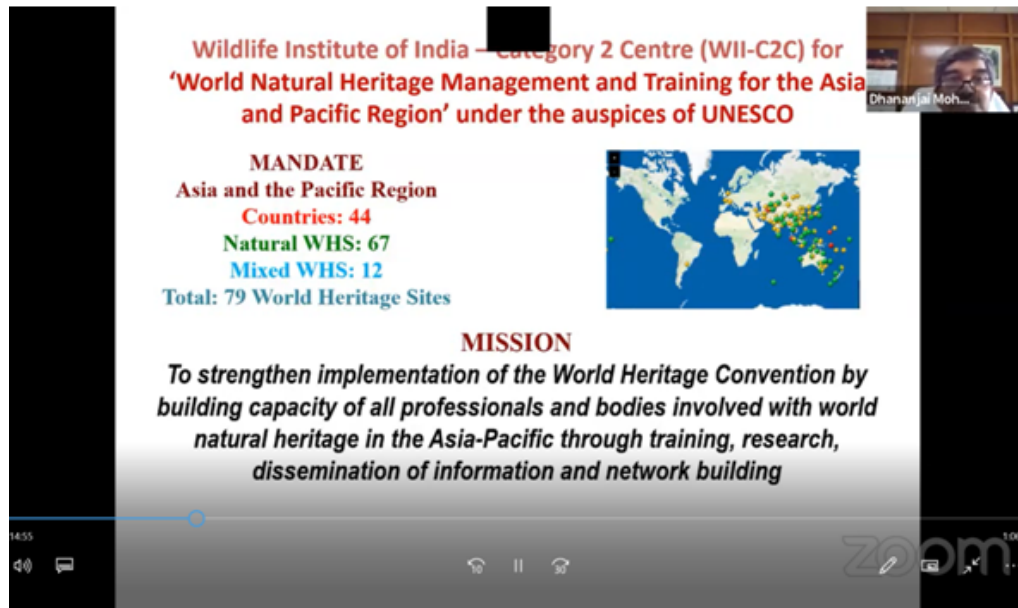 Wildlife Institute of India – Category 2 Centre (WII-C2C) for
'World Natural Heritage Management and Training for the Asia
and Pacific Region' under the auspices of UNESCO
Dhananjai Moh...
MANDATE
Asia and the Pacific Region
Countries: 44
Natural WHS: 67
Mixed WHS: 12
Total: 79 World Heritage Sites
MISSION
To strengthen implementation of the World Heritage Convention by
building capacity of all professionals and bodies involved with world
natural heritage in the Asia-Pacific through training, research,
dissemination of information and network building
14:55
10
30
zoom